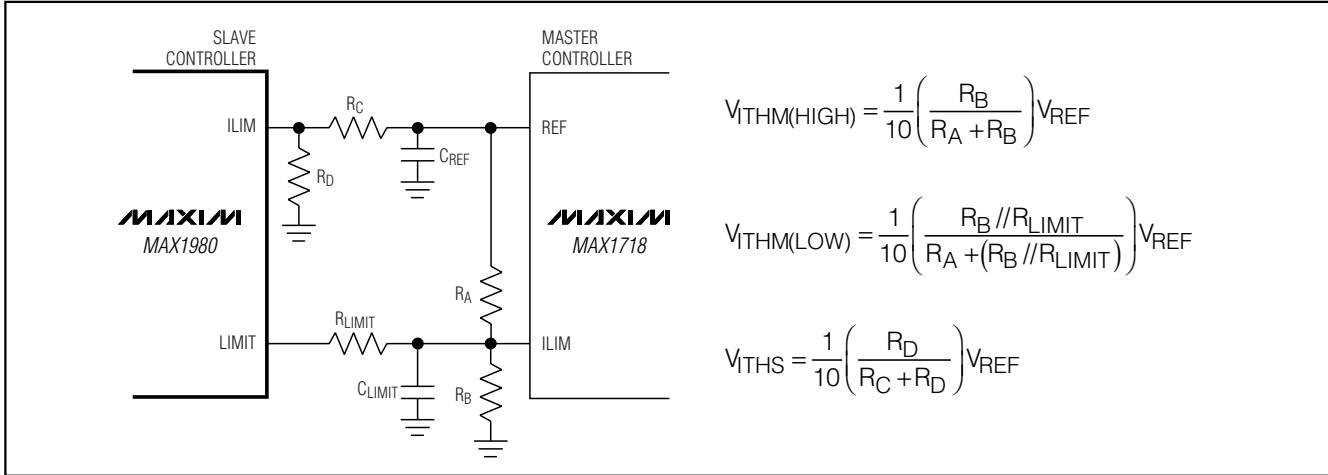 SLAVE
CONTROLLER
MASTER
CONTROLLER
ILIM
R_C
REF
C_REF
R_D
MAXIM
MAX1980
MAXIM
MAX1718
R_A
LIMIT
R_LIMIT
ILIM
C_LIMIT
R_B
V_ITHM(HIGH) = 1/10 (R_B / (R_A + R_B)) V_REF
V_ITHM(LOW) = 1/10 (R_B//R_LIMIT / (R_A + (R_B//R_LIMIT))) V_REF
V_ITHS = 1/10 (R_D / (R_C + R_D)) V_REF